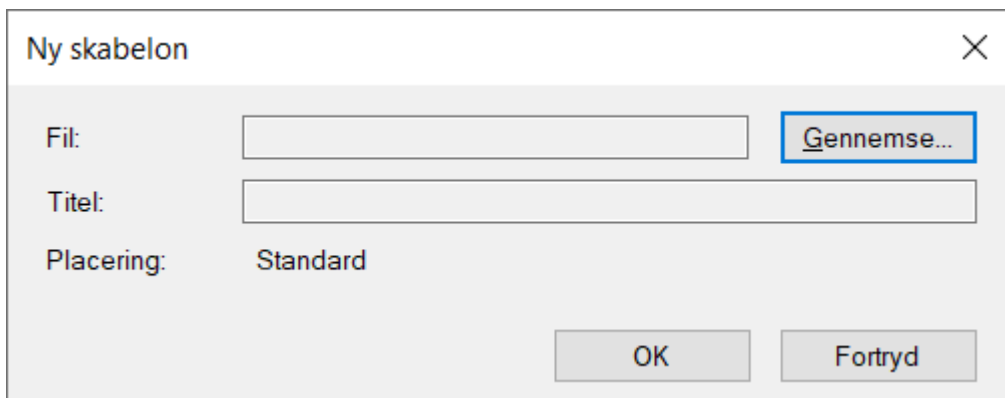 Ny skabelon
Fil: Gennemse...
Titel:
Placering: Standard
OK Fortryd